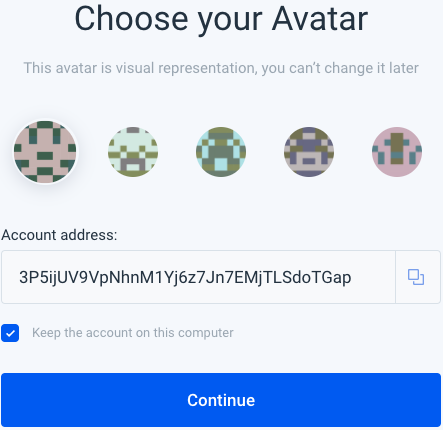 Choose your Avatar
This avatar is visual representation, you can't change it later
Account address:
3P5ijUV9VpNhnM1Yj6z7Jn7EMjTLSdoTGap
Keep the account on this computer
Continue